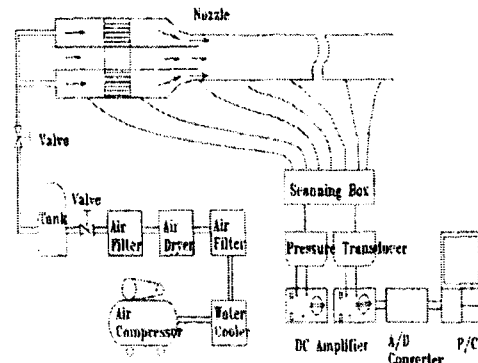 Nozzle
Valve
Tank
Valve
Air
Filter
Air
Dryer
Air
Filter
Scanning Box
Pressure
Transducer
Air
Compressor
Water
Cooler
DC Amplifier
A/D
Converter
P/C